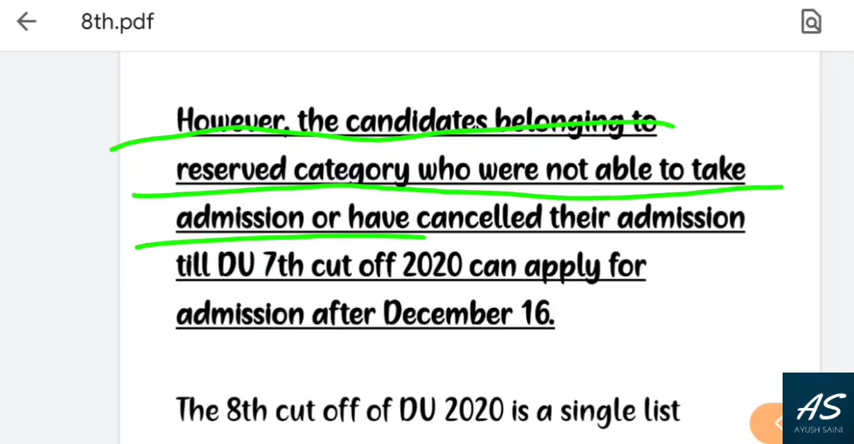 8th.pdf
However, the candidates belonging to
reserved category who were not able to take
admission or have cancelled their admission
till DU 7th cut off 2020 can apply for
admission after December 16.
The 8th cut off of DU 2020 is a single list
AS
AYUSH SAINI